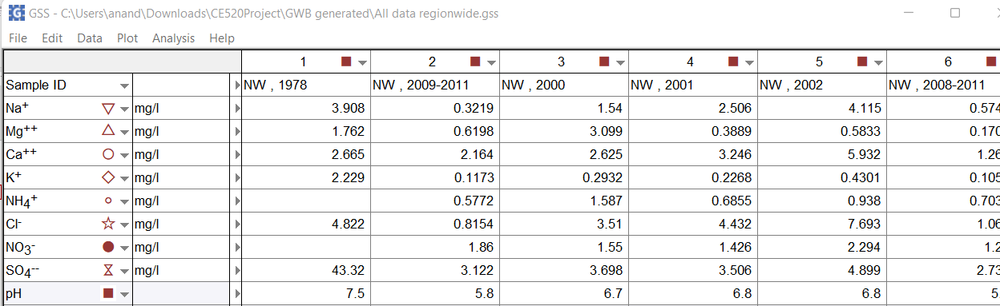 GSS - C:\Users\anand\Downloads\CE520Project\GWB generated\All data regionwide.gss
File Edit Data Plot Analysis Help
1 2 3 4 5 6
Sample ID NW , 1978 NW , 2009-2011 NW , 2000 NW , 2001 NW , 2002 NW , 2008-2011
Na+ mg/l 3.908 0.3219 1.54 2.506 4.115 0.574
Mg++ mg/l 1.762 0.6198 3.099 0.3889 0.5833 0.170
Ca++ mg/l 2.665 2.164 2.625 3.246 5.932 1.26
K+ mg/l 2.229 0.1173 0.2932 0.2268 0.4301 0.105
NH4+ mg/l 0.5772 1.587 0.6855 0.938 0.703
Cl- mg/l 4.822 0.8154 3.51 4.432 7.693 1.06
NO3- mg/l 1.86 1.55 1.426 2.294 1.2
SO4-- mg/l 43.32 3.122 3.698 3.506 4.899 2.73
pH 7.5 5.8 6.7 6.8 6.8 5.